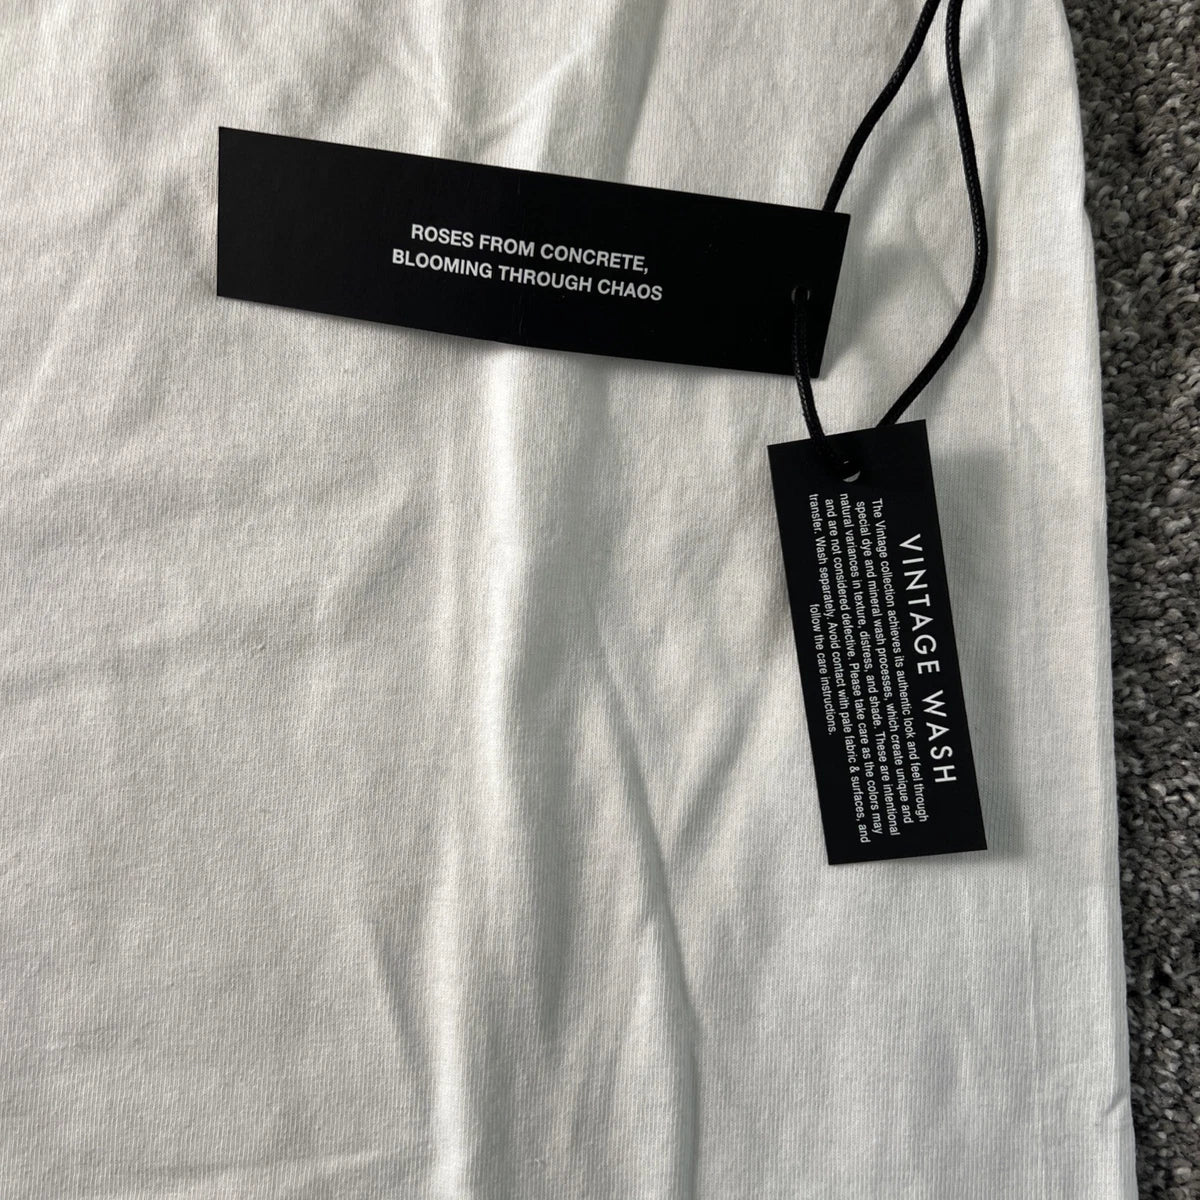 ROSES FROM CONCRETE,
BLOOMING THROUGH CHAOS
VINTAGE WASH
The Vintage collection achieves its authentic look and feel through
special dye and mineral wash processes, which create unique and
natural variances in texture, distress, and shade. These are intentional
and are not considered defective. Please take care as the colors may
transfer. Wash separately. Avoid contact with pale fabric & surfaces, and
follow the care instructions.